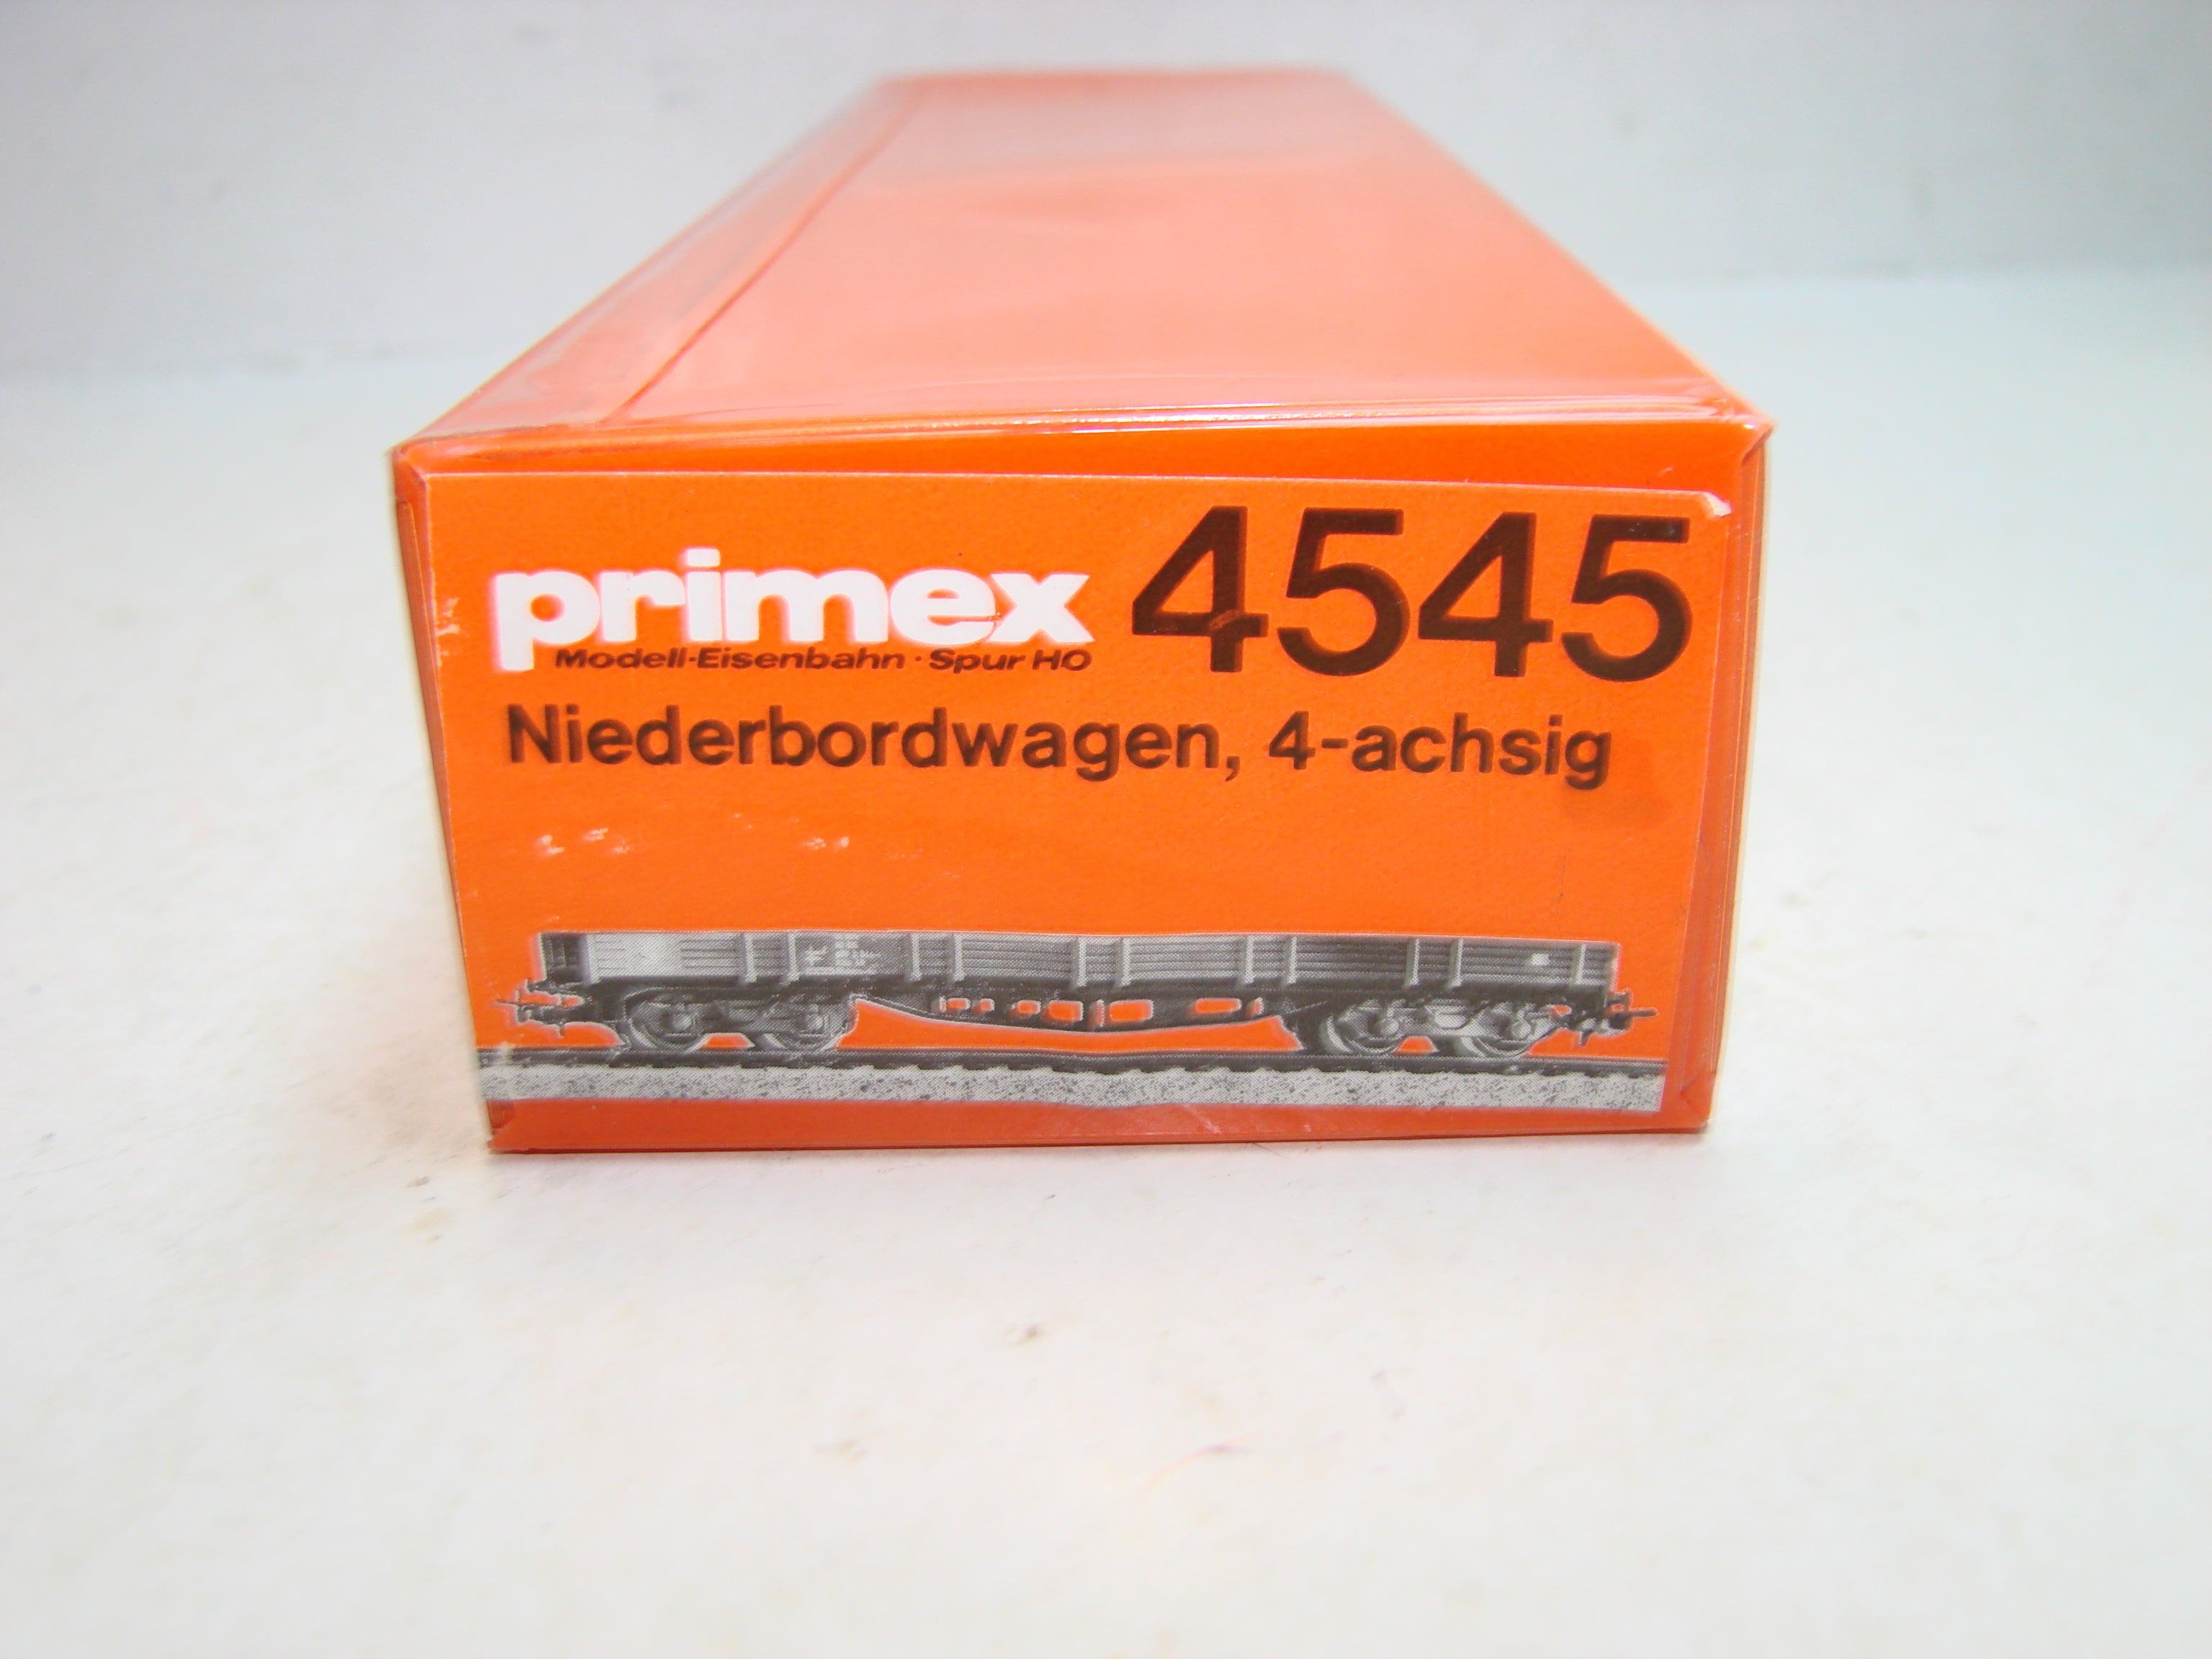 primex 4545
Modell-Eisenbahn · Spur HO
Niederbordwagen, 4-achsig